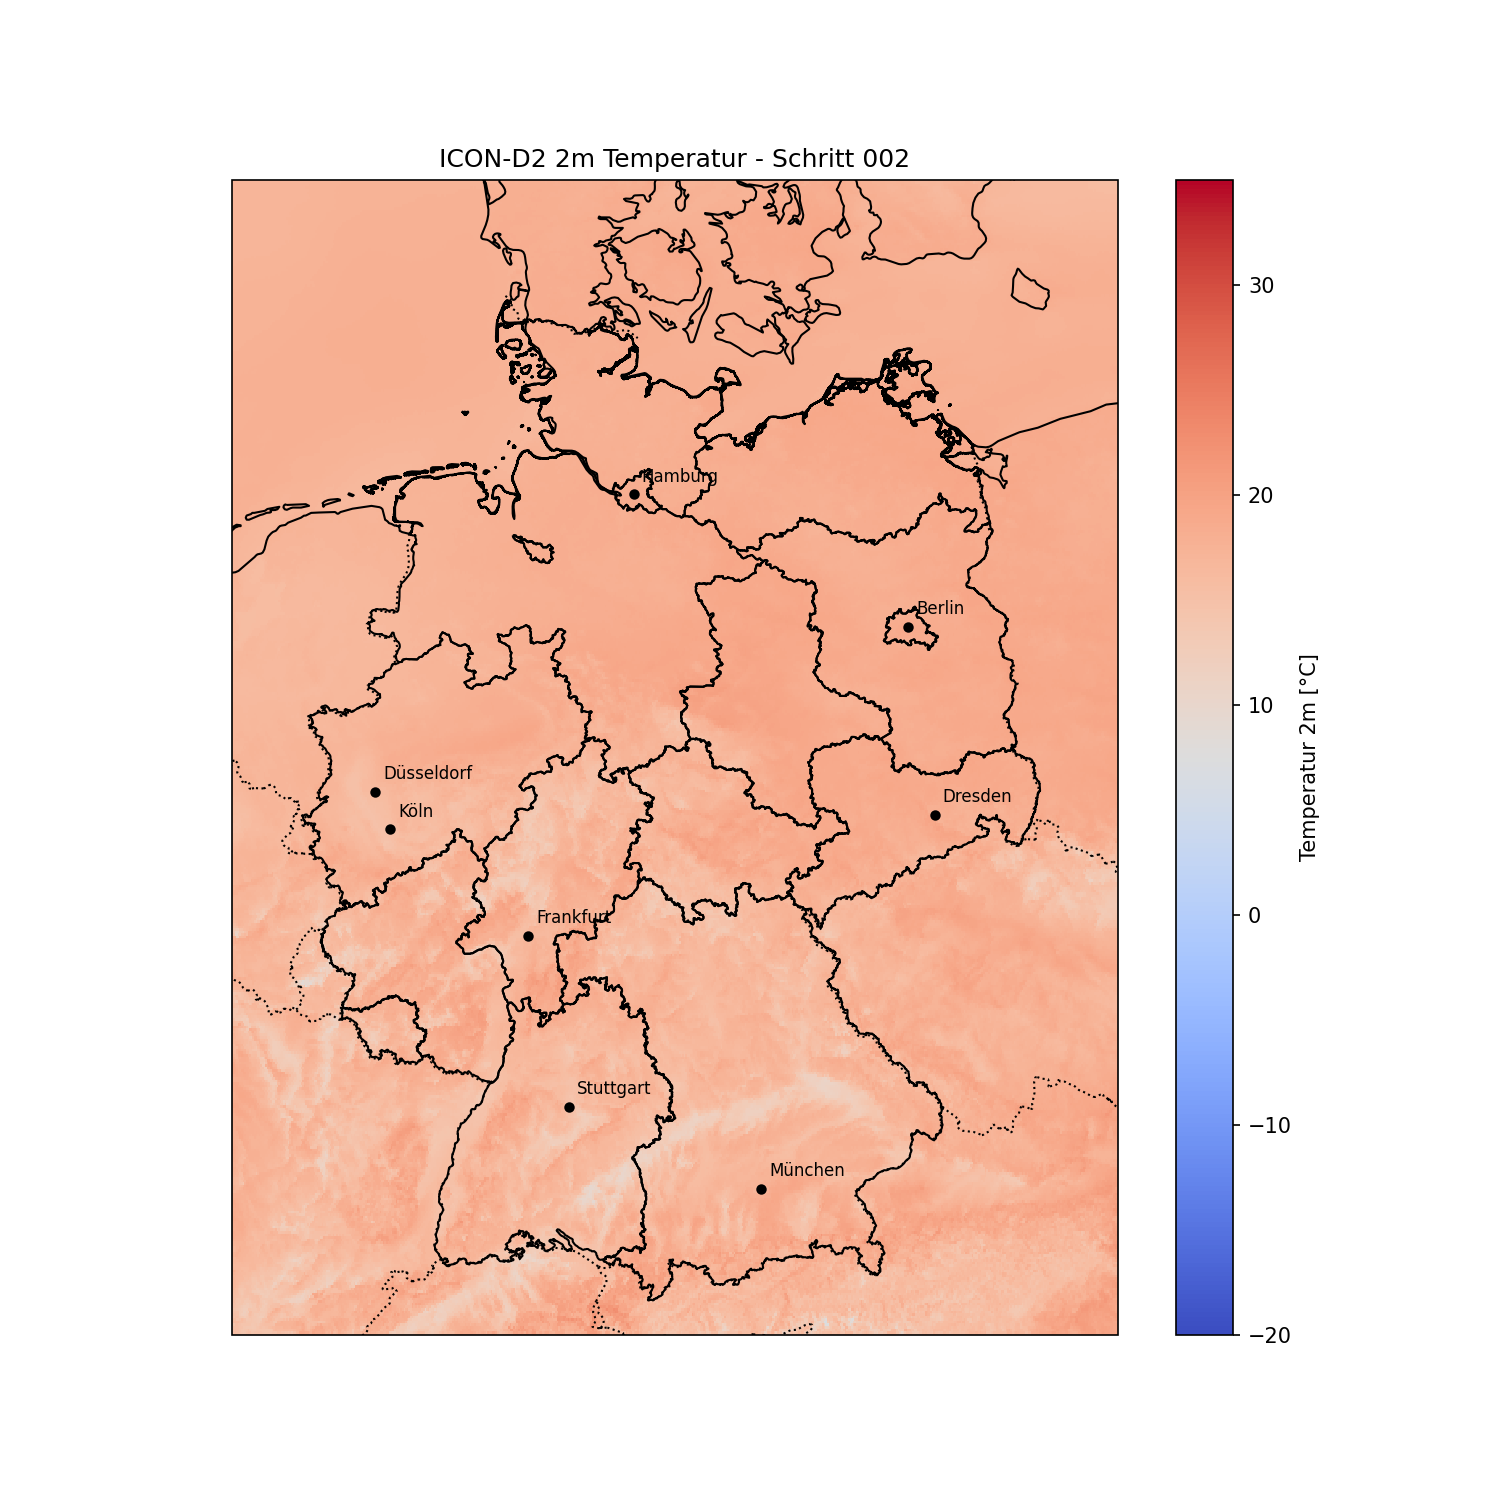 ICON-D2 2m Temperatur - Schritt 002
Hamburg
Berlin
Düsseldorf
Köln
Dresden
Frankfurt
Stuttgart
München
30
20
10
0
−10
−20
Temperatur 2m [°C]